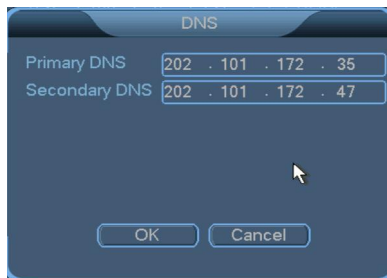 DNS
Primary DNS 202 . 101 . 172 . 35
Secondary DNS 202 . 101 . 172 . 47
OK Cancel